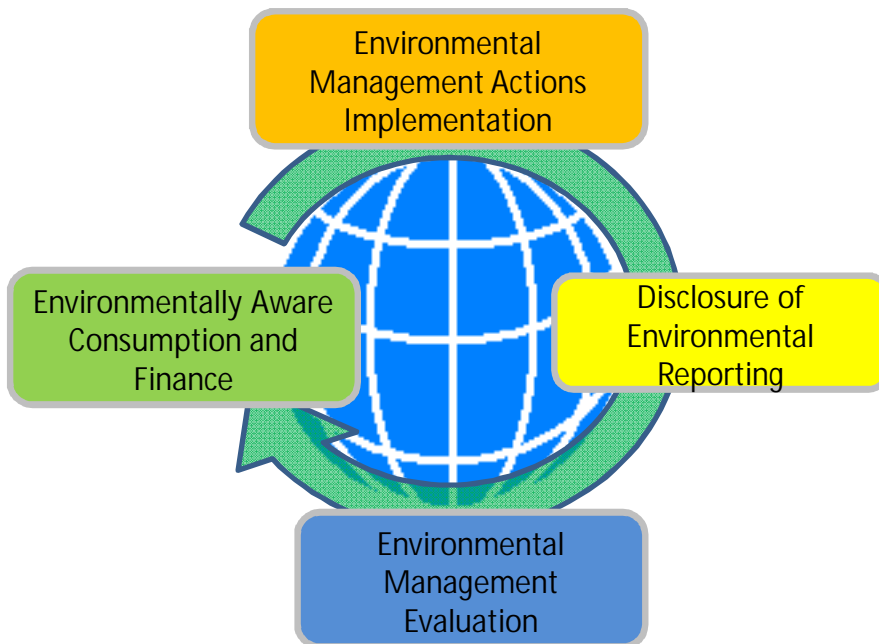 Environmental
Management Actions
Implementation
Environmentally Aware
Consumption and
Finance
Disclosure of
Environmental
Reporting
Environmental
Management
Evaluation